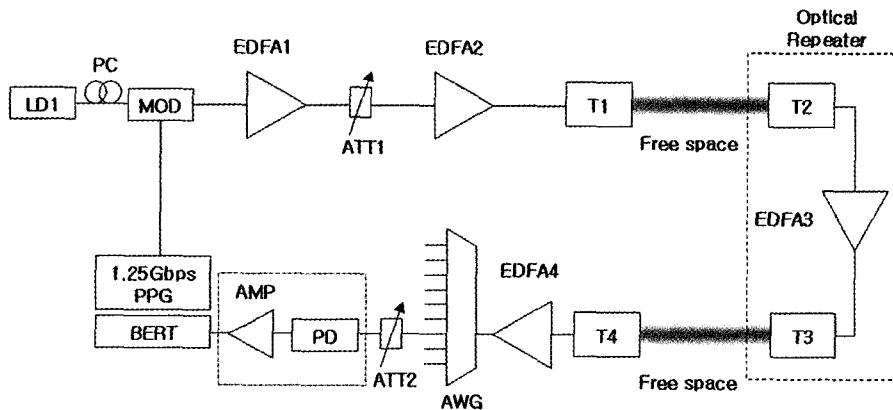 Optical
Repeater
EDFA1
EDFA2
PC
LD1
MOD
ATT1
T1
Free space
T2
EDFA3
1.25Gbps
PPG
BERT
AMP
PD
ATT2
AWG
EDFA4
T4
Free space
T3